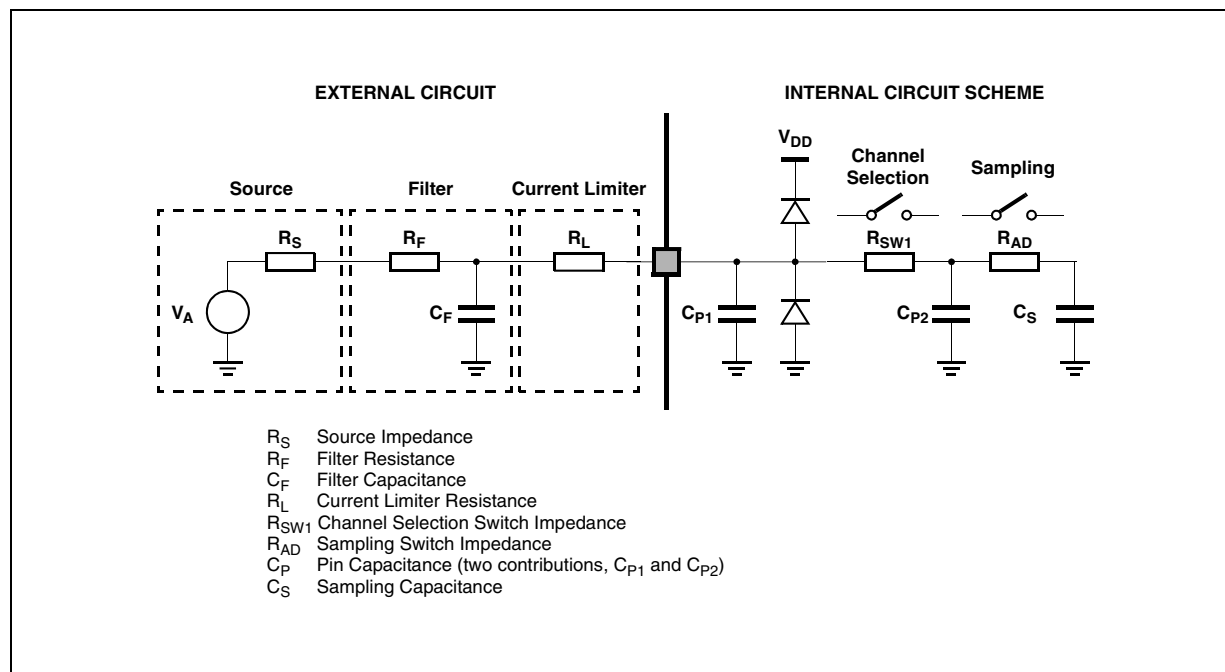 EXTERNAL CIRCUIT
INTERNAL CIRCUIT SCHEME
VDD
Channel
Selection
Sampling
Source
Filter
Current Limiter
RS
RF
RL
RSW1
RAD
VA
CF
CP1
CP2
CS
RS Source Impedance
RF Filter Resistance
CF Filter Capacitance
RL Current Limiter Resistance
RSW1 Channel Selection Switch Impedance
RAD Sampling Switch Impedance
CP Pin Capacitance (two contributions, CP1 and CP2)
CS Sampling Capacitance